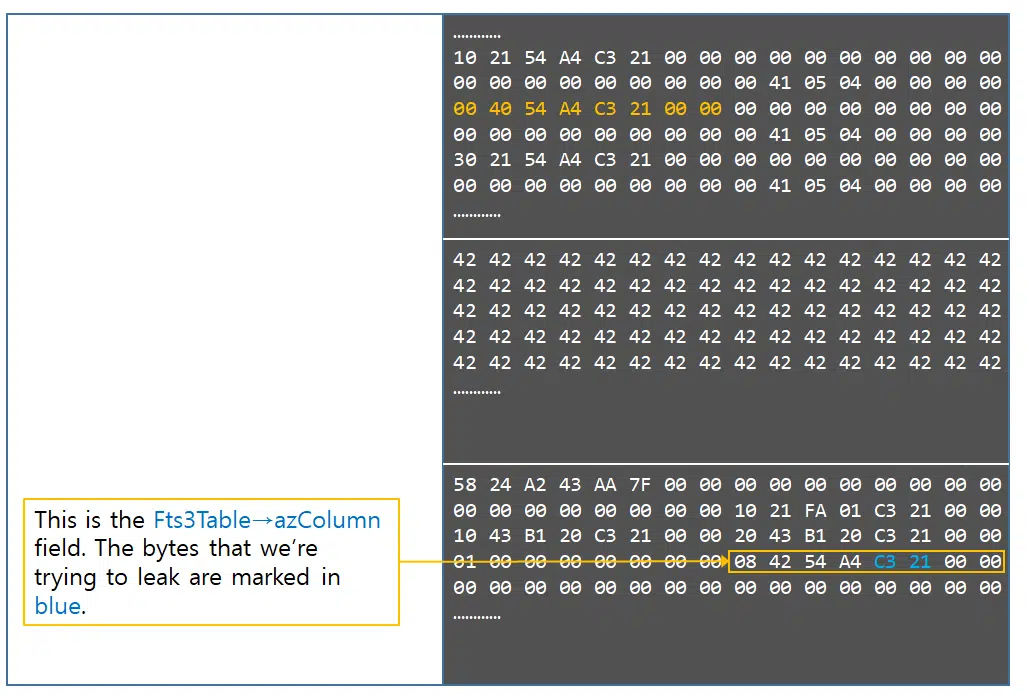 ............
10 21 54 A4 C3 21 00 00 00 00 00 00 00 00 00 00
00 00 00 00 00 00 00 00 00 41 05 04 00 00 00 00
00 40 54 A4 C3 21 00 00 00 00 00 00 00 00 00 00
00 00 00 00 00 00 00 00 00 41 05 04 00 00 00 00
30 21 54 A4 C3 21 00 00 00 00 00 00 00 00 00 00
00 00 00 00 00 00 00 00 00 41 05 04 00 00 00 00
............
42 42 42 42 42 42 42 42 42 42 42 42 42 42 42 42
42 42 42 42 42 42 42 42 42 42 42 42 42 42 42 42
42 42 42 42 42 42 42 42 42 42 42 42 42 42 42 42
42 42 42 42 42 42 42 42 42 42 42 42 42 42 42 42
42 42 42 42 42 42 42 42 42 42 42 42 42 42 42 42
............
58 24 A2 43 AA 7F 00 00 00 00 00 00 00 00 00 00
00 00 00 00 00 00 00 00 10 21 FA 01 C3 21 00 00
10 43 B1 20 C3 21 00 00 20 43 B1 20 C3 21 00 00
01 00 00 00 00 00 00 00 08 42 54 A4 C3 21 00 00
00 00 00 00 00 00 00 00 00 00 00 00 00 00 00 00
............
This is the Fts3Table→azColumn
field. The bytes that we’re
trying to leak are marked in
blue.